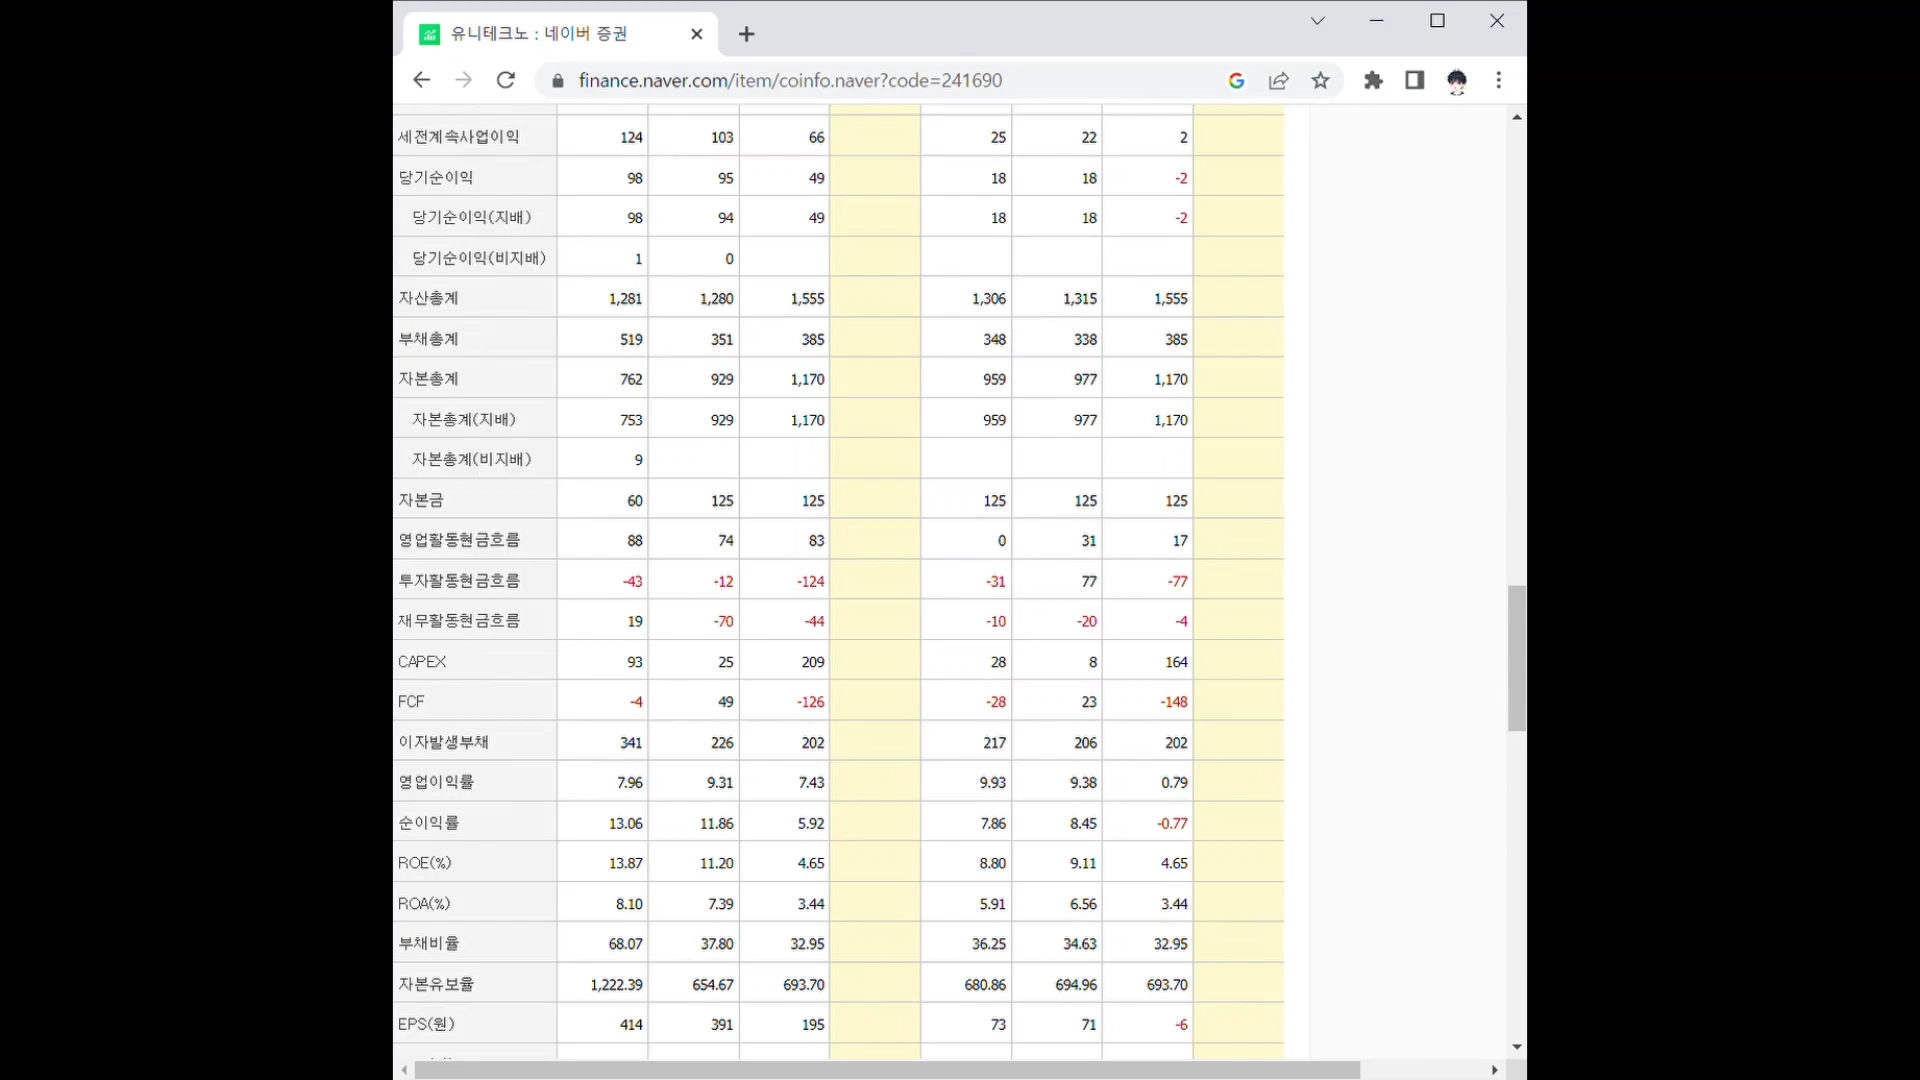 유니테크노 : 네이버 증권
finance.naver.com/item/coinfo.naver?code=241690
세전계속사업이익 124 103 66 25 22 2
당기순이익 98 95 49 18 18 -2
당기순이익(지배) 98 94 49 18 18 -2
당기순이익(비지배) 1 0
자산총계 1,281 1,280 1,555 1,306 1,315 1,555
부채총계 519 351 385 348 338 385
자본총계 762 929 1,170 959 977 1,170
자본총계(지배) 753 929 1,170 959 977 1,170
자본총계(비지배) 9
자본금 60 125 125 125 125 125
영업활동현금흐름 88 74 83 0 31 17
투자활동현금흐름 -43 -12 -124 -31 77 -77
재무활동현금흐름 19 -70 -44 -10 -20 -4
CAPEX 93 25 209 28 8 164
FCF -4 49 -126 -28 23 -148
이자발생부채 341 226 202 217 206 202
영업이익률 7.96 9.31 7.43 9.93 9.38 0.79
순이익률 13.06 11.86 5.92 7.86 8.45 -0.77
ROE(%) 13.87 11.20 4.65 8.80 9.11 4.65
ROA(%) 8.10 7.39 3.44 5.91 6.56 3.44
부채비율 68.07 37.80 32.95 36.25 34.63 32.95
자본유보율 1,222.39 654.67 693.70 680.86 694.96 693.70
EPS(원) 414 391 195 73 71 -6